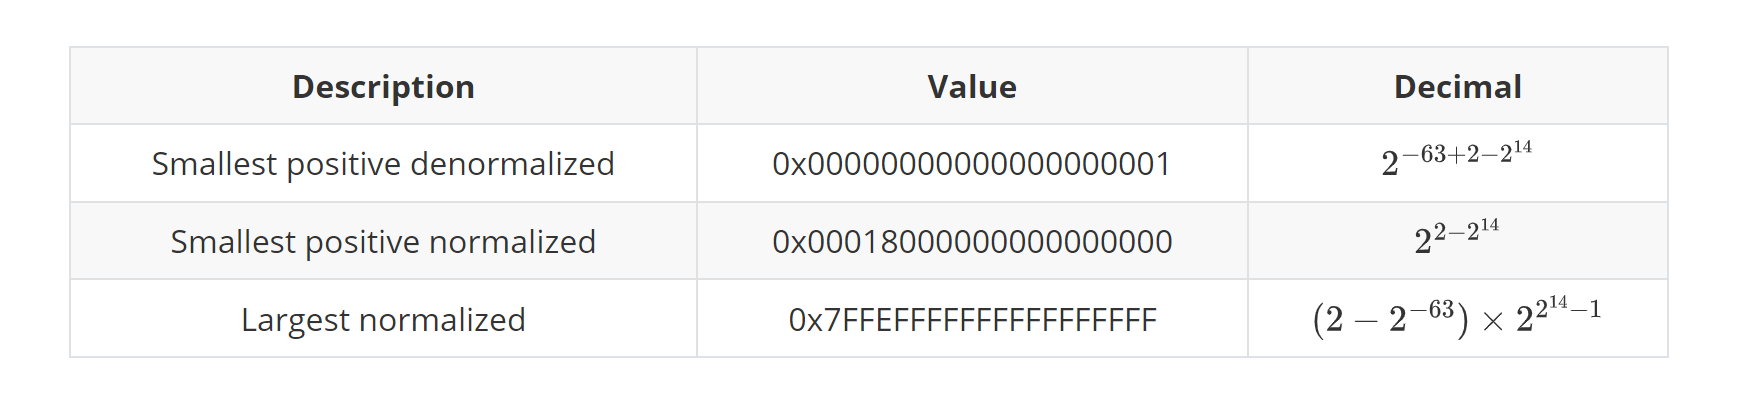 Description Value Decimal
Smallest positive denormalized 0x00000000000000000001 2^{-63+2-2^{14}}
Smallest positive normalized 0x00018000000000000000 2^{2-2^{14}}
Largest normalized 0x7FFEFFFFFFFFFFFFFFFF (2 − 2^{-63}) × 2^{2^{14}-1}